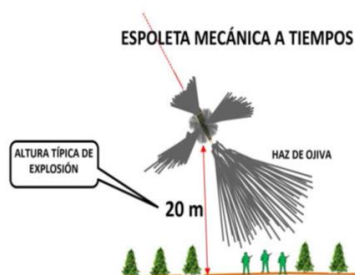 ESPOLETA MECÁNICA A TIEMPOS
ALTURA TÍPICA DE
EXPLOSIÓN
HAZ DE OJIVA
20 m